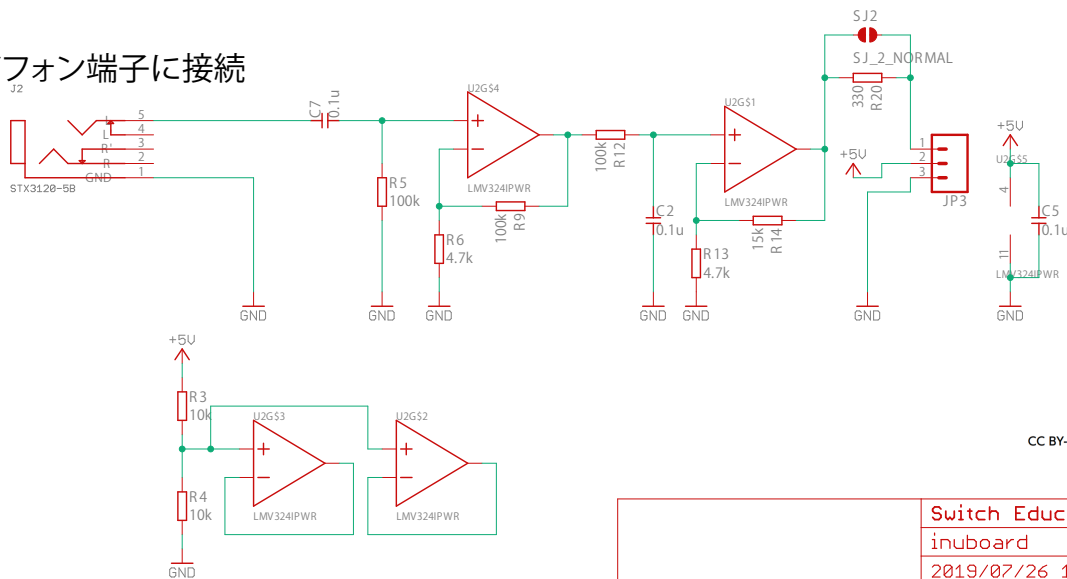 フォン端子に接続
J2
L
5
4
R'
3
R
2
GND
1
STX3120-5B
C7
0.1u
R5
100k
GND
GND
U2G$4
LMV324IPWR
100k
R9
R6
4.7k
GND
100k
R12
C2
0.1u
GND
U2G$1
LMV324IPWR
15k
R14
R13
4.7k
GND
SJ2
SJ_2_NORMAL
330
R20
+5V
1
2
3
JP3
GND
+5V
U2G$5
4
11
LMV324IPWR
C5
0.1u
GND
+5V
R3
10k
R4
10k
GND
U2G$3
LMV324IPWR
U2G$2
LMV324IPWR
CC BY-
Switch Educ
inuboard
2019/07/26 1